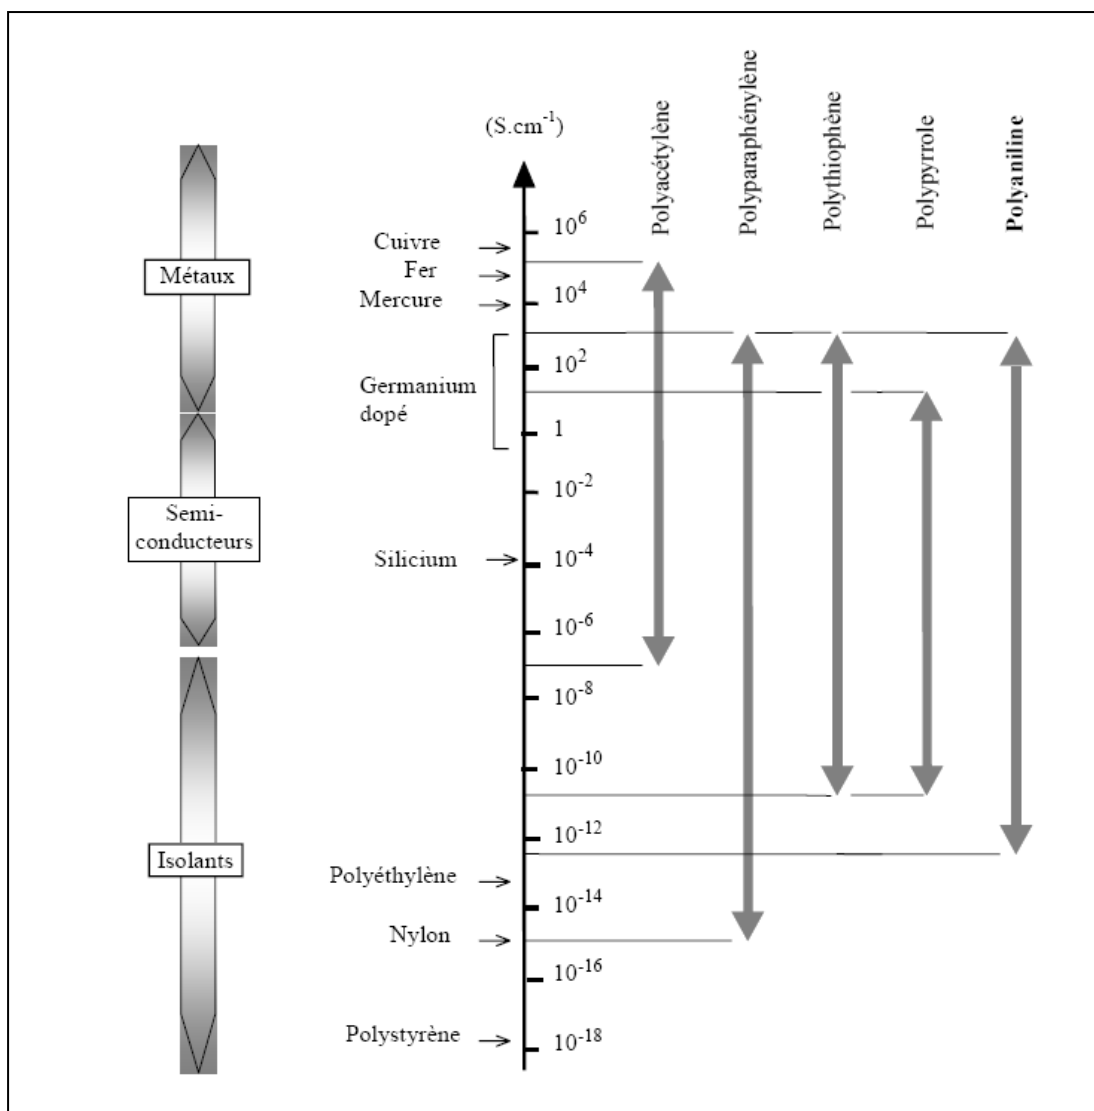 (S.cm⁻¹)
Polyacétylène
Polyparaphénylène
Polythiophène
Polypyrrole
Polyaniline
Métaux
Semi-
conducteurs
Isolants
Cuivre
Fer
Mercure
Germanium
dopé
Silicium
Polyéthylène
Nylon
Polystyrène
10⁶
10⁴
10²
1
10⁻²
10⁻⁴
10⁻⁶
10⁻⁸
10⁻¹⁰
10⁻¹²
10⁻¹⁴
10⁻¹⁶
10⁻¹⁸